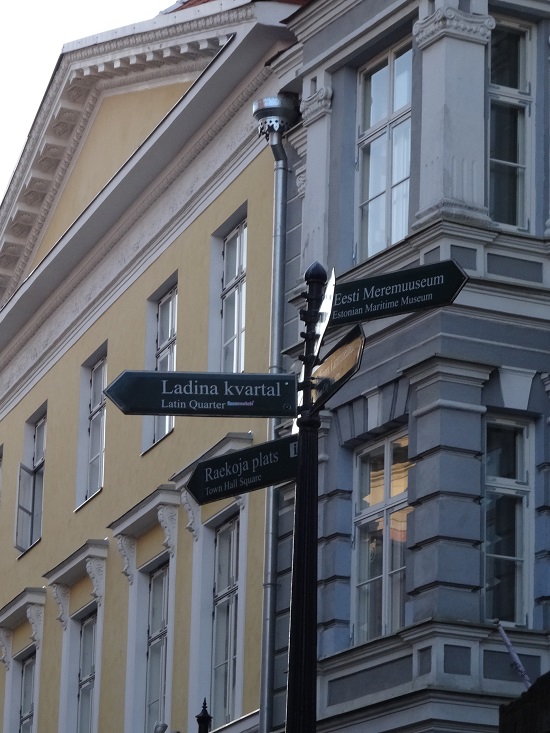 Eesti Meremuuseum
Estonian Maritime Museum
Ladina kvartal
Latin Quarter
Raekoja plats
Town Hall Square